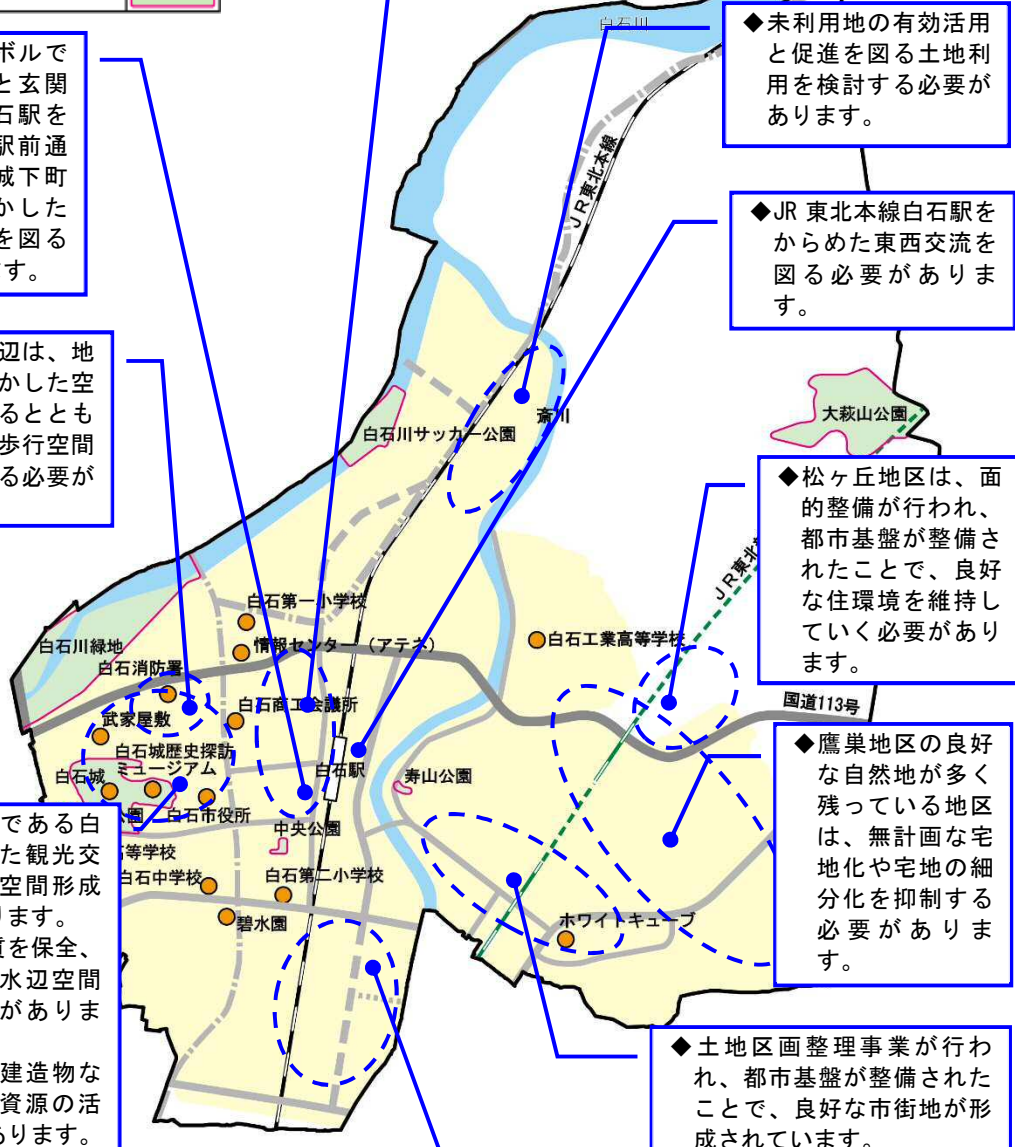 白石川
◆未利用地の有効活用
と促進を図る土地利
用を検討する必要が
あります。
ボルで
と玄関
石駅を
駅前通
城下町
かした
を図る
す。
JR東北本線
◆JR 東北本線白石駅を
からめた東西交流を
図る必要がありま
す。
辺は、地
かした空
るととも
歩行空間
る必要が
斎川
白石川サッカー公園
大萩山公園
◆松ヶ丘地区は、面
的整備が行われ、
都市基盤が整備さ
れたことで、良好
な住環境を維持し
ていく必要があり
ます。
JR東北
白石第一小学校
情報センター（アテネ）
白石工業高等学校
白石川緑地
白石消防署
国道113号
武家屋敷
白石商工会議所
白石城歴史探訪
ミュージアム
白石城
白石駅
寿山公園
公園
白石市役所
中央公園
◆鷹巣地区の良好
な自然地が多く
残っている地区
は、無計画な宅
地化や宅地の細
分化を抑制する
必要がありま
す。
である白
た観光交
空間形成
ります。
質を保全、
水辺空間
がありま
建造物な
資源の活
あります。
高等学校
白石中学校
白石第二小学校
碧水園
ホワイトキューブ
◆土地区画整理事業が行わ
れ、都市基盤が整備された
ことで、良好な市街地が形
成されています。